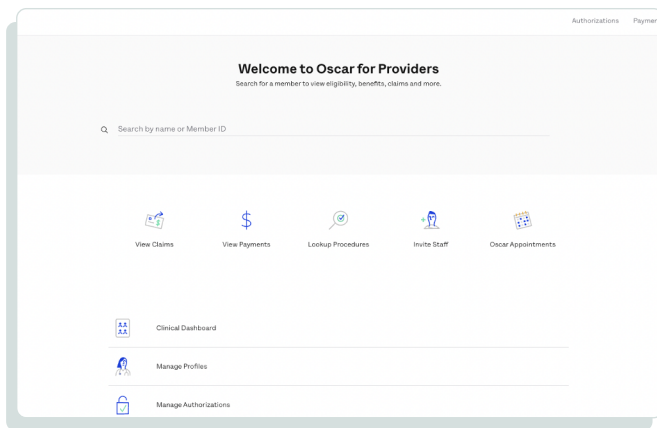 Authorizations
Welcome to Oscar for Providers
Search for a member to view eligibility, benefits, claims and more.
Search by name or Member ID
View Claims
View Payments
Lookup Procedures
Invite Staff
Oscar Appointments
Clinical Dashboard
Manage Profiles
Manage Authorizations